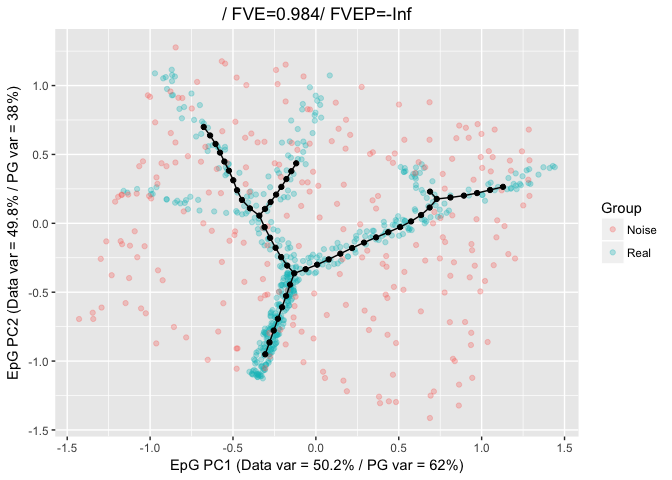 / FVE=0.984/ FVEP=-Inf
EpG PC2 (Data var = 49.8% / PG var = 38%)
1.0
0.5
0.0
-0.5
-1.0
-1.5
-1.5 -1.0 -0.5 0.0 0.5 1.0 1.5
EpG PC1 (Data var = 50.2% / PG var = 62%)
Group
Noise
Real